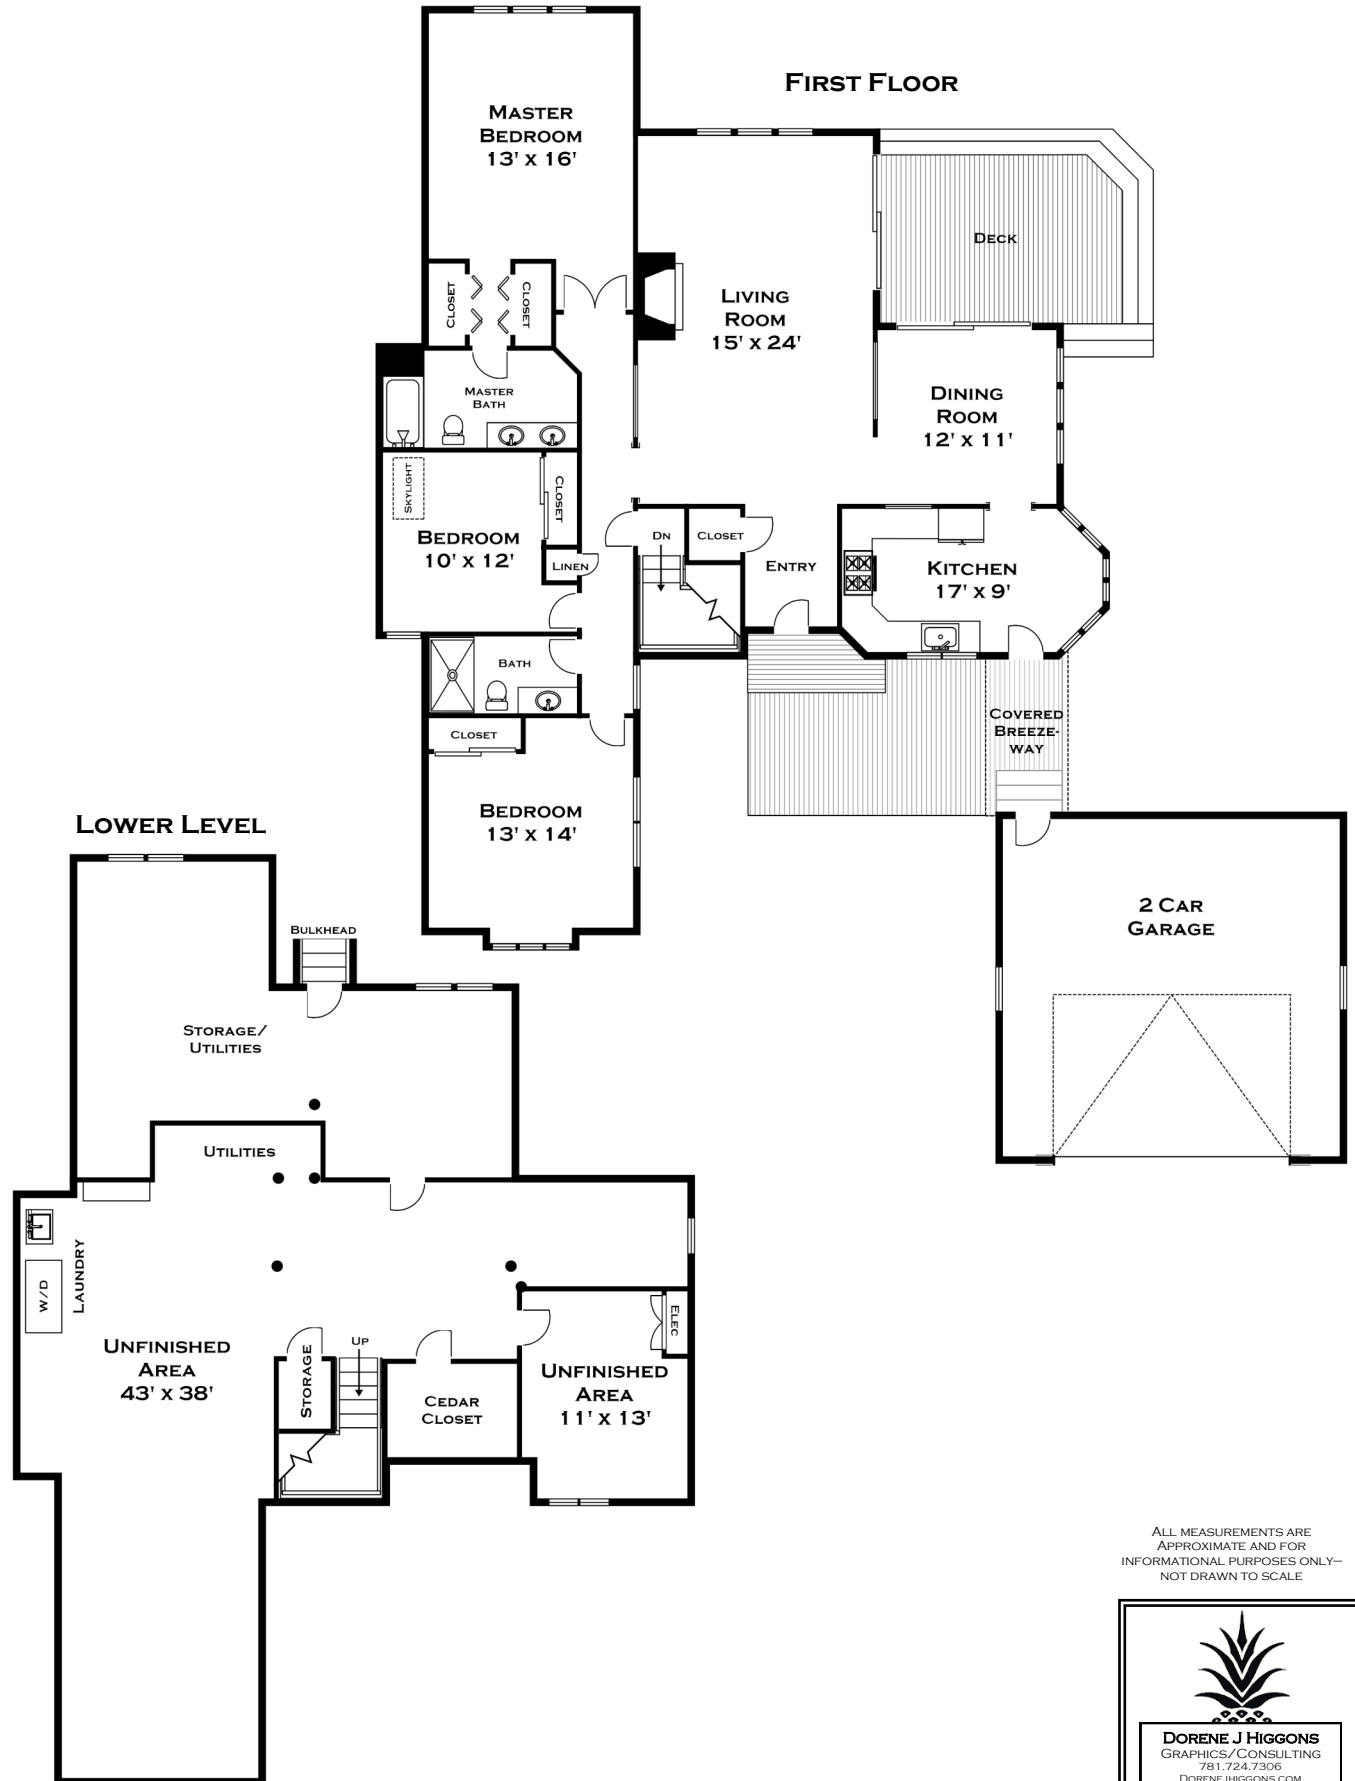 FIRST FLOOR
MASTER
BEDROOM
13' X 16'
DECK
CLOSET
CLOSET
LIVING
ROOM
15' X 24'
MASTER
BATH
DINING
ROOM
12' X 11'
SKYLIGHT
CLOSET
BEDROOM
10' X 12'
LINEN
DN
CLOSET
ENTRY
KITCHEN
17' X 9'
BATH
CLOSET
COVERED
BREEZE-
WAY
BEDROOM
13' X 14'
2 CAR
GARAGE
LOWER LEVEL
BULKHEAD
STORAGE/
UTILITIES
UTILITIES
LAUNDRY
W/D
UNFINISHED
AREA
43' X 38'
STORAGE
UP
CEDAR
CLOSET
ELEC
UNFINISHED
AREA
11' X 13'
ALL MEASUREMENTS ARE
APPROXIMATE AND FOR
INFORMATIONAL PURPOSES ONLY–
NOT DRAWN TO SCALE
DORENE J HIGGONS
GRAPHICS/CONSULTING
781.724.7306
DORENEJHIGGONS.COM